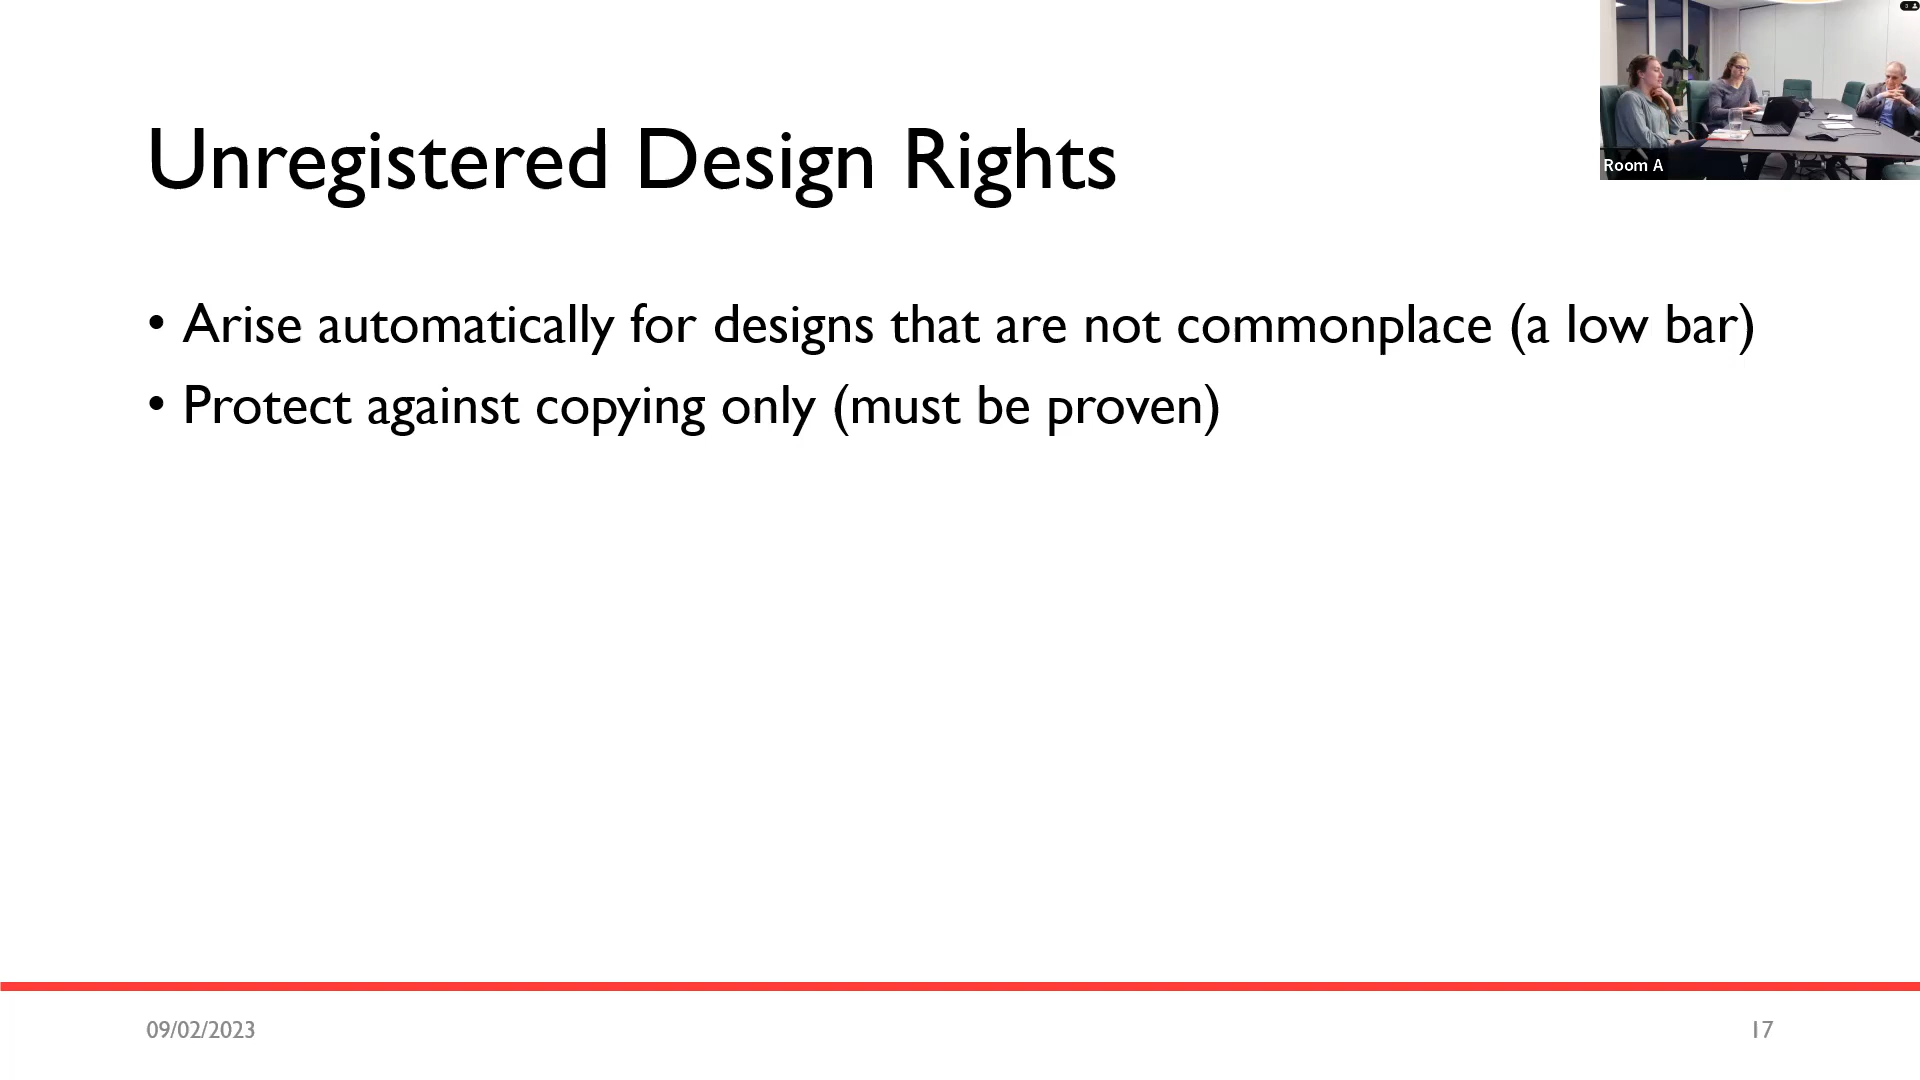 Room A
Unregistered Design Rights
• Arise automatically for designs that are not commonplace (a low bar)
• Protect against copying only (must be proven)
09/02/2023
17